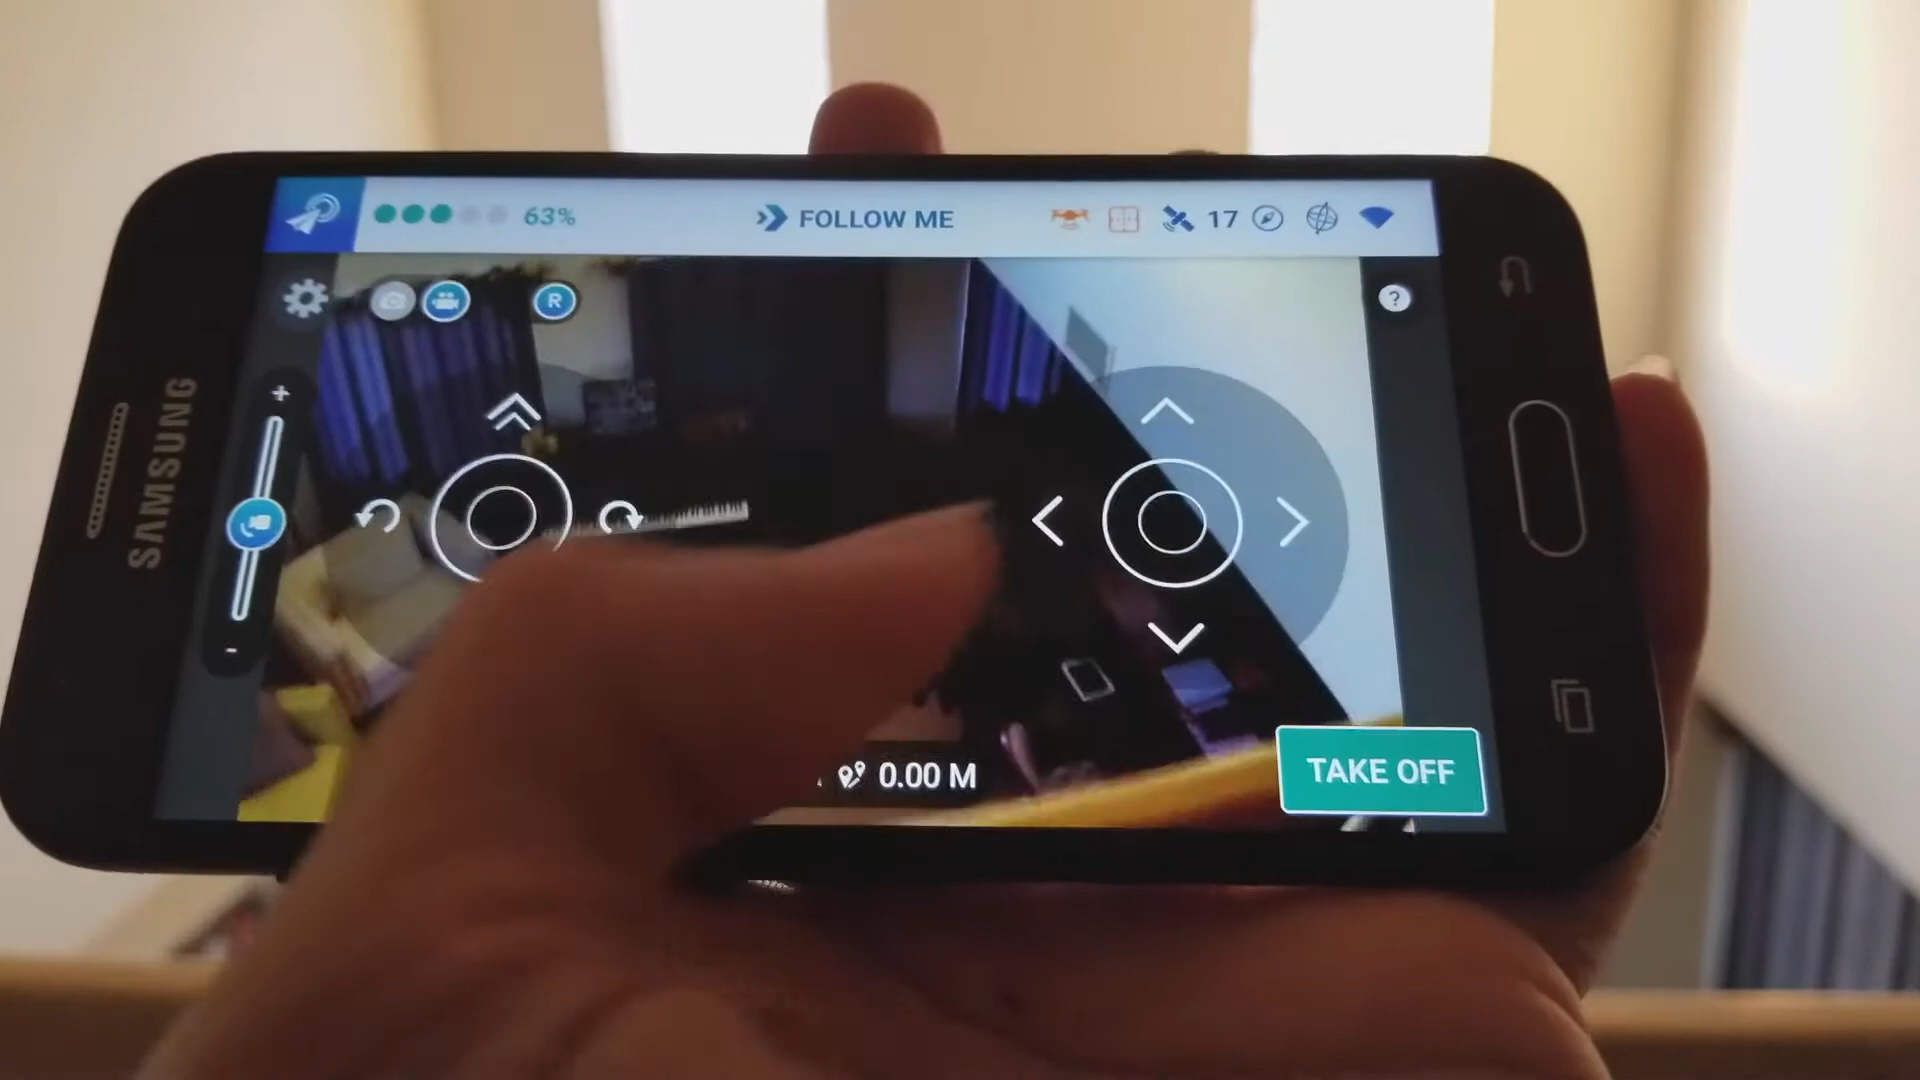 63%
FOLLOW ME
17
R
?
+
-
SAMSUNG
0.00 M
TAKE OFF